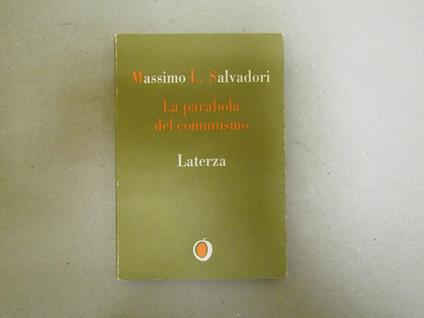 Massimo L. Salvadori
La parabola
del comunismo
Laterza